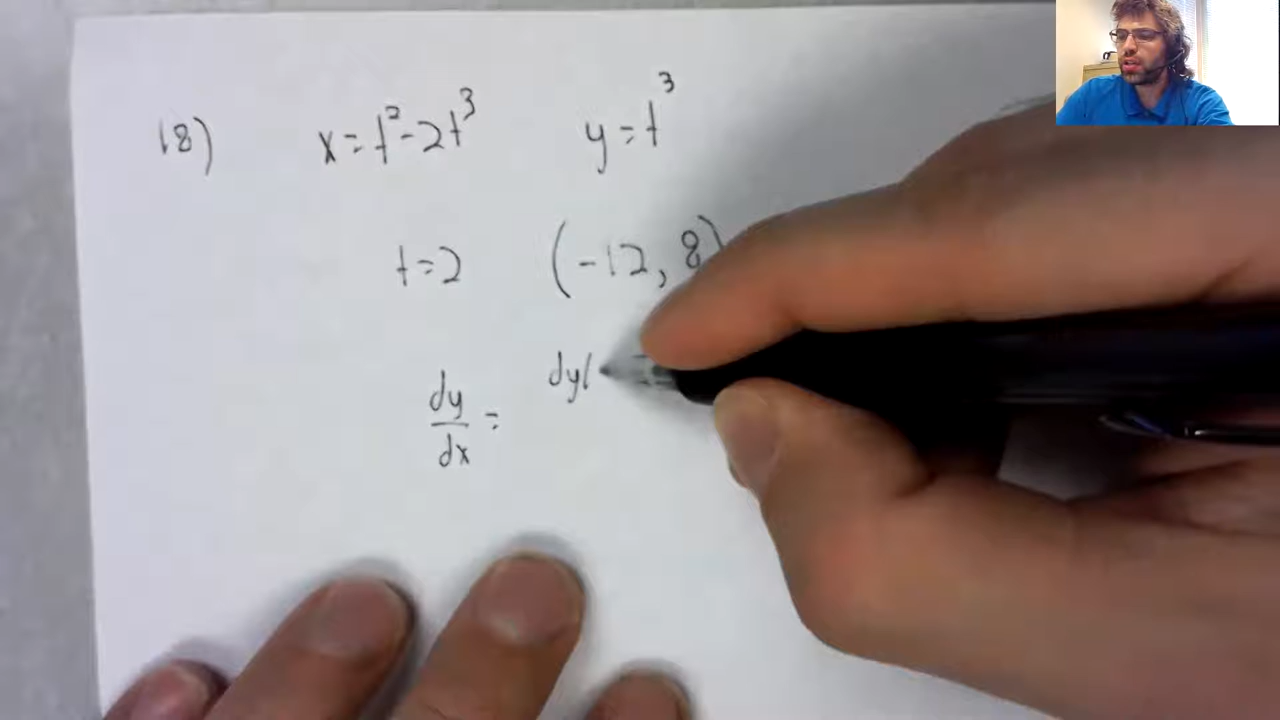 18) x = t² - 2t³ y = t³
t = 2 (-12, 8)
dy/dx = dy/